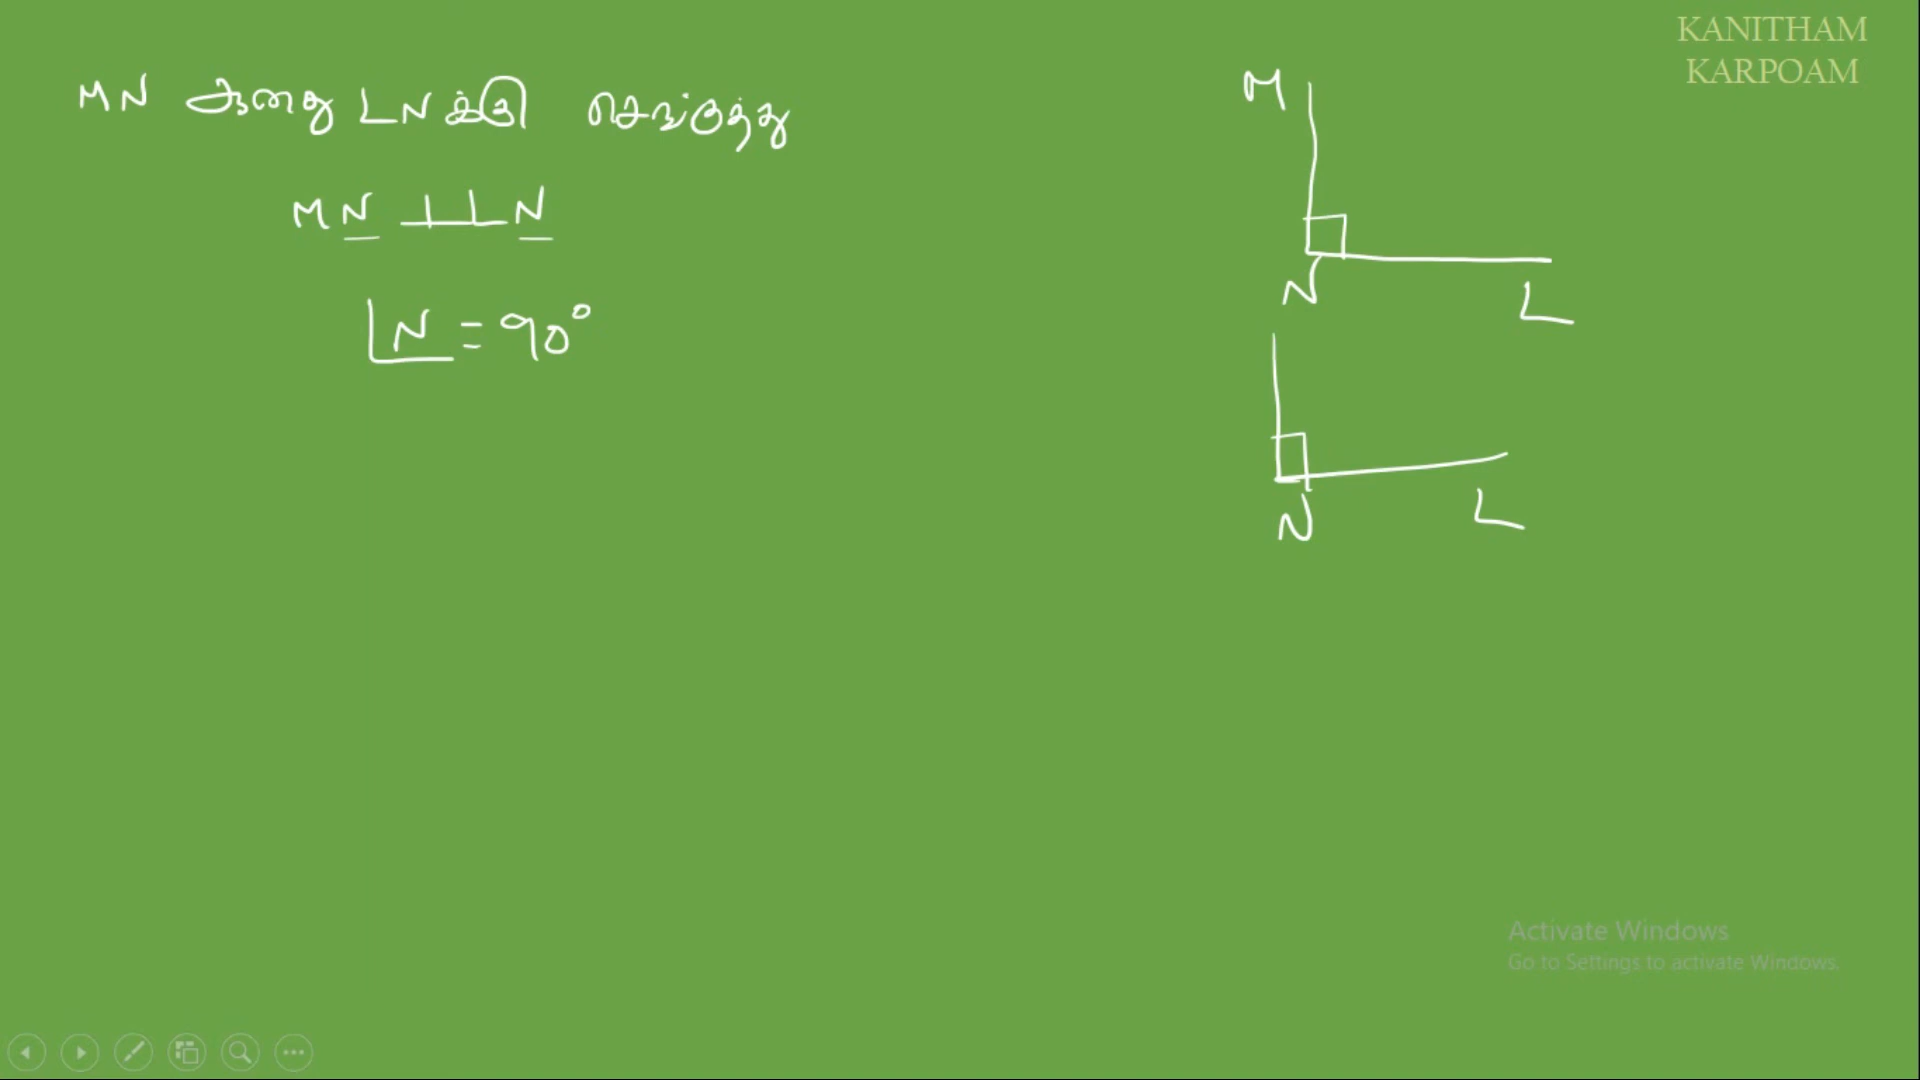 KANITHAM
KARPOAM
MN ஆனது LNக்கு செங்குத்து
MN ⊥ LN
∠N = 90°
M
N
L
N
L
Activate Windows
Go to Settings to activate Windows.